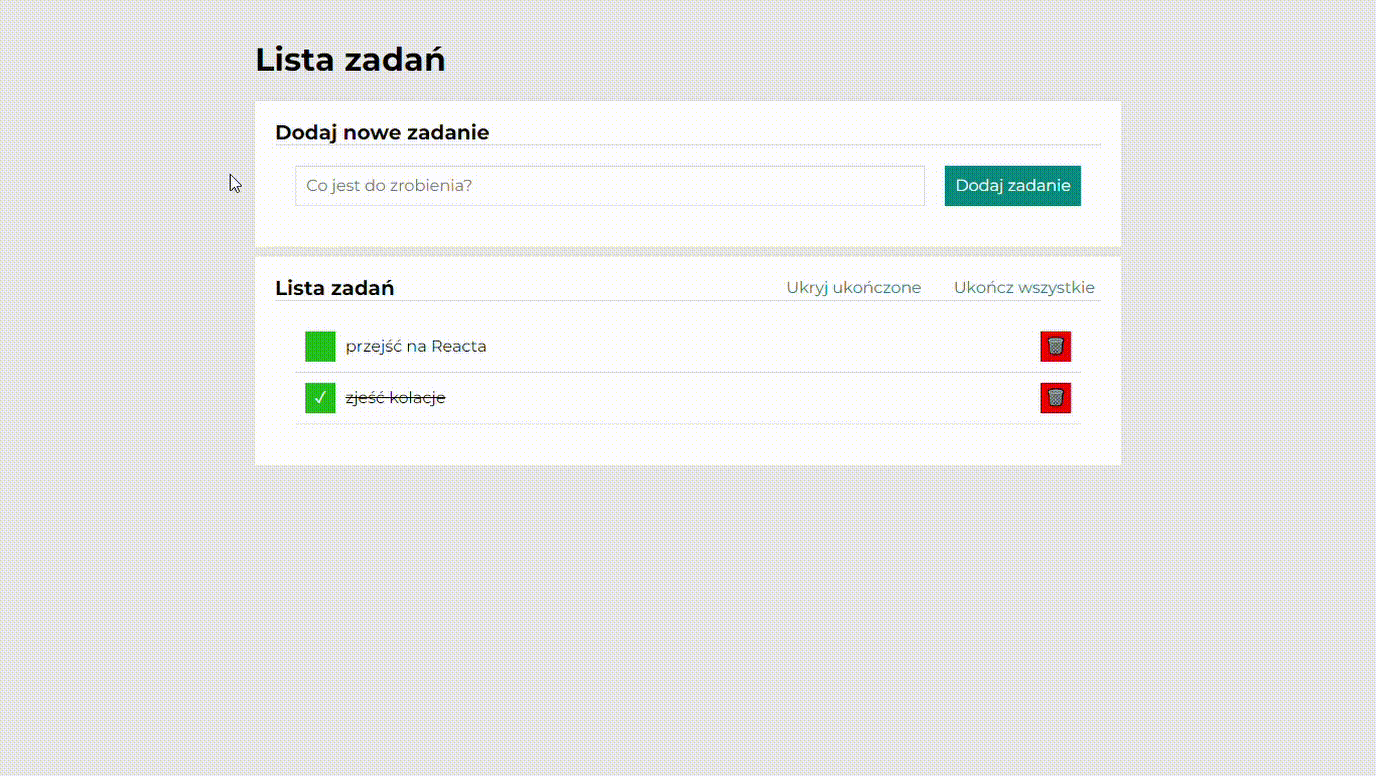 Lista zadań
Dodaj nowe zadanie
Co jest do zrobienia?
Dodaj zadanie
Lista zadań
Ukryj ukończone
Ukończ wszystkie
przejść na Reacta
✓ zjeść kolacje